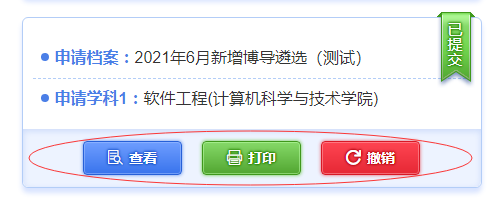 已提交
申请档案：2021年6月新增博导遴选（测试）
申请学科1：软件工程(计算机科学与技术学院)
查看 打印 撤销